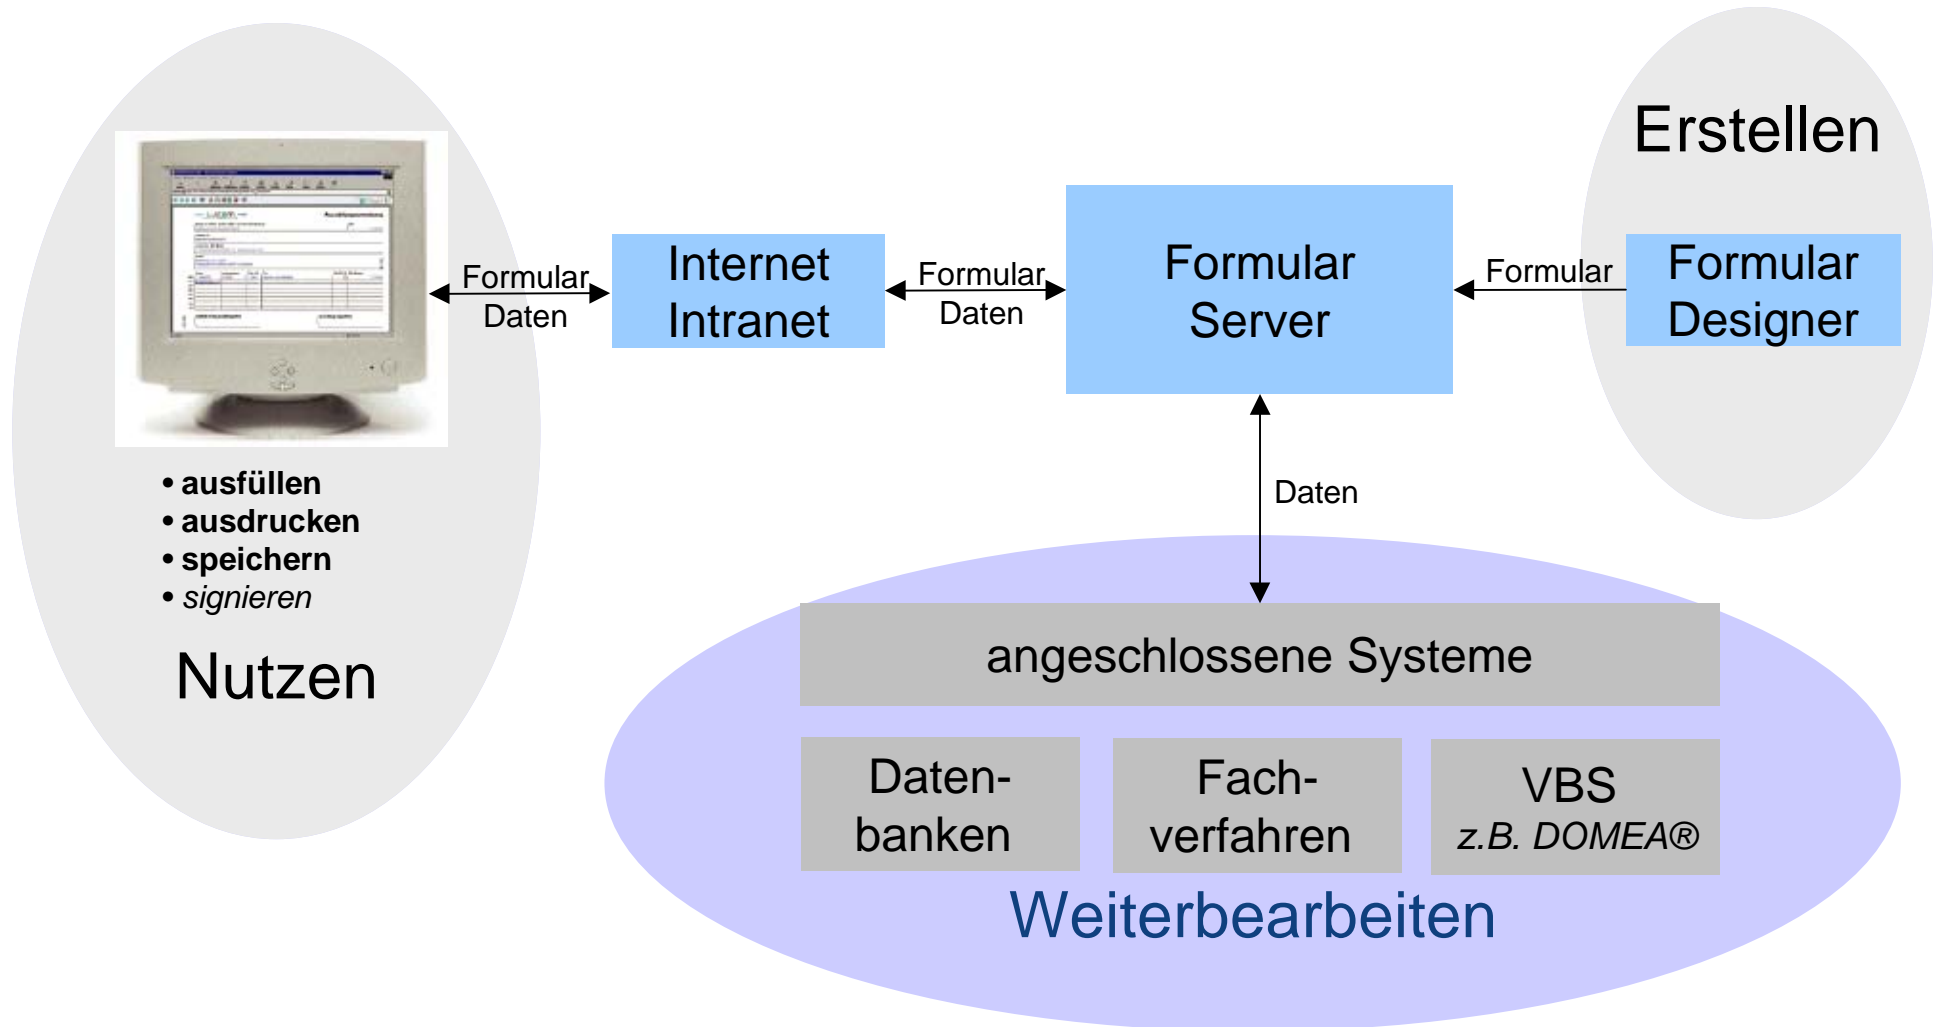 Erstellen
Formular
Daten
Internet
Intranet
Formular
Daten
Formular
Server
Formular
Formular
Designer
• ausfüllen
• ausdrucken
• speichern
• signieren
Nutzen
Daten
angeschlossene Systeme
Daten-
banken
Fach-
verfahren
VBS
z.B. DOMEA®
Weiterbearbeiten